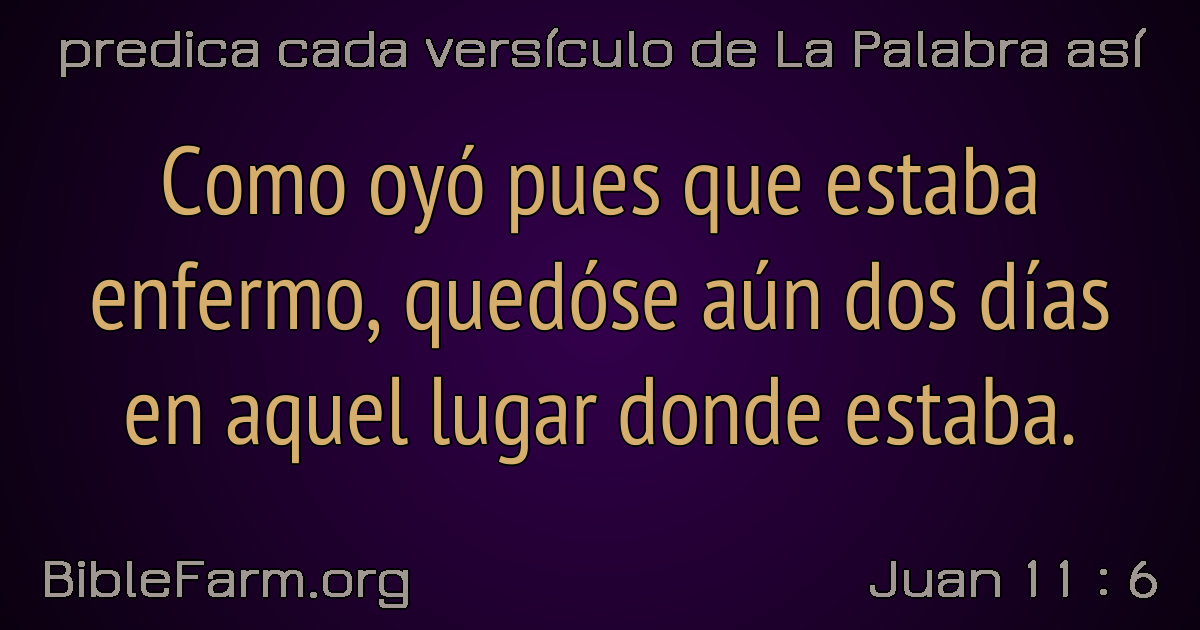 predica cada versículo de La Palabra así
Como oyó pues que estaba
enfermo, quedóse aún dos días
en aquel lugar donde estaba.
BibleFarm.org
Juan 11 : 6